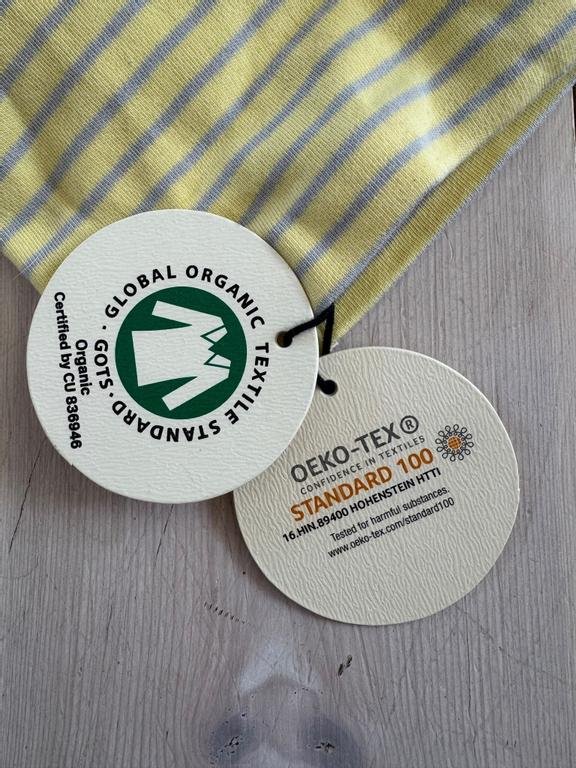 GLOBAL ORGANIC TEXTILE STANDARD · GOTS ·
Organic
Certified by CU 836946
OEKO-TEX®
CONFIDENCE IN TEXTILES
STANDARD 100
16.HIN.89400 HOHENSTEIN HTTI
Tested for harmful substances.
www.oeko-tex.com/standard100